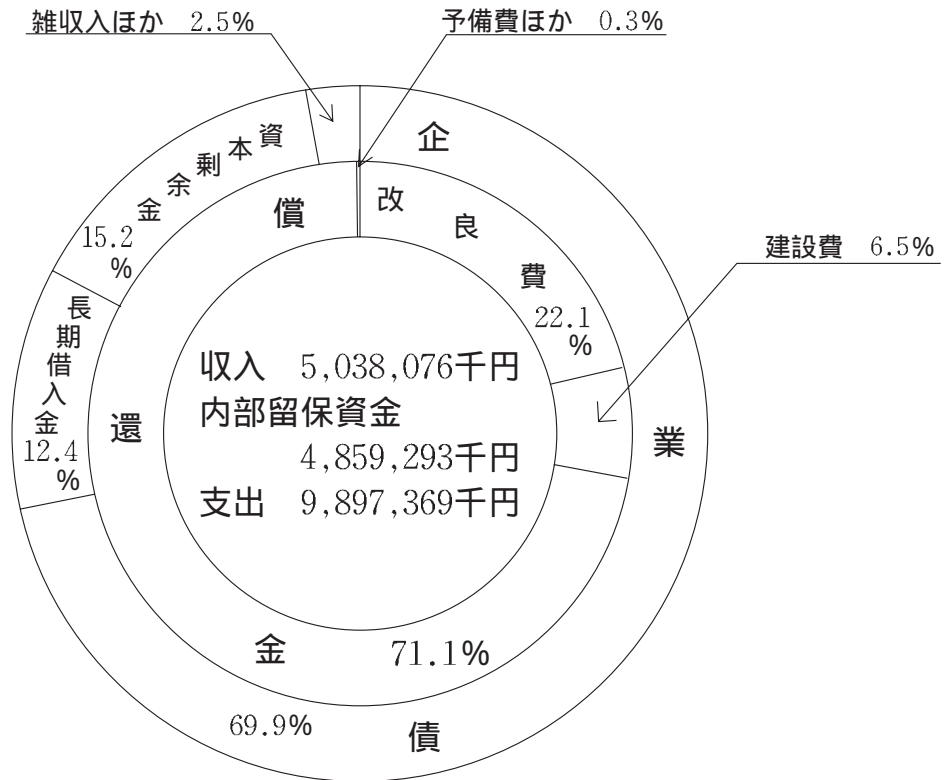 雑収入ほか 2.5%
予備費ほか 0.3%
企業債
69.9%
資本剰余金
15.2
%
長期借入金
12.4
%
改良費
22.1
%
建設費 6.5%
償還金 71.1%
収入 5,038,076千円
内部留保資金
4,859,293千円
支出 9,897,369千円